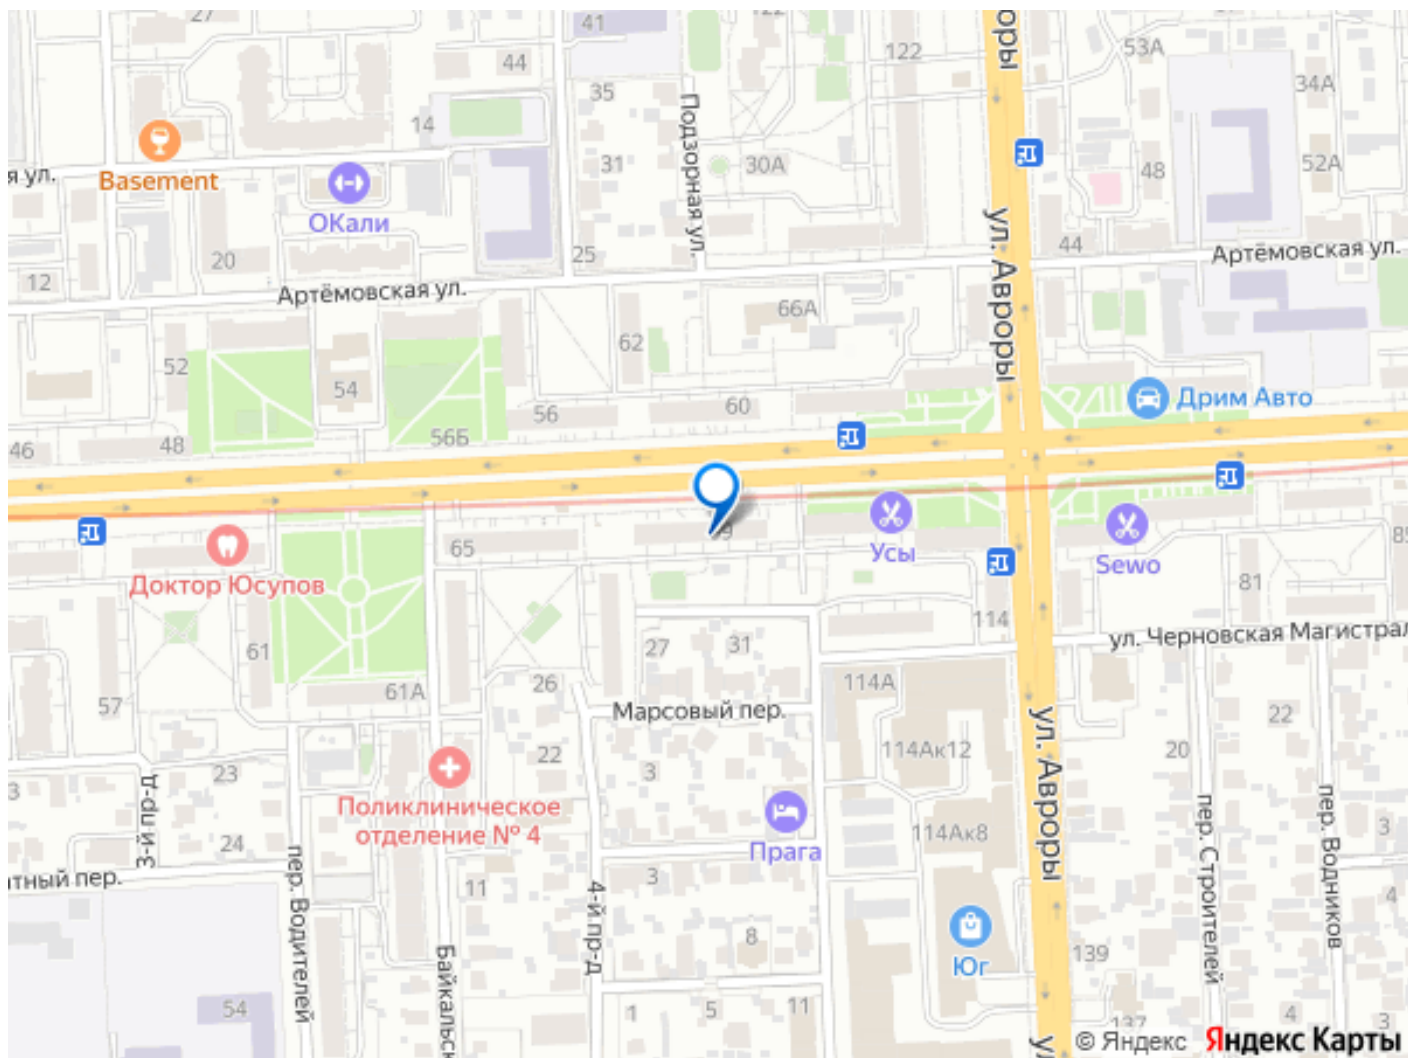 27
41
44
122
53А
34А
35
14
Подзорная ул.
31
30А
48
52А
Basement
я ул.
ОКали
ул. Авроры
20
25
44
Артёмовская ул.
12
Артёмовская ул.
66А
62
52
54
56
60
Дрим Авто
46
48
56Б
65
Усы
Sewo
Доктор Юсупов
81
114
ул. Черновская Магистрал
61
27
31
57
61А
26
114А
Марсовый пер.
22
22
114Ак12
20
23
3
3
3-й пр-д
Поликлиническое
отделение № 4
Прага
114Ак8
ул. Авроры
пер. Строителей
пер. Водников
3
24
тный пер.
пер. Водителей
11
3
4
4-й пр-д
8
Юг
139
Байкальск
54
1
5
11
137
4
3
© Яндекс
Яндекс Карты